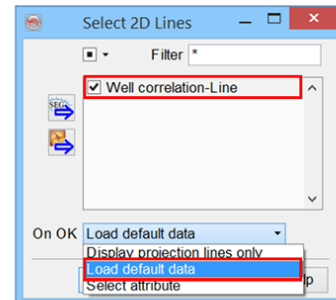 Select 2D Lines
Filter *
Well correlation-Line
SEG
On OK Load default data
Display projection lines only
Load default data
Select attribute